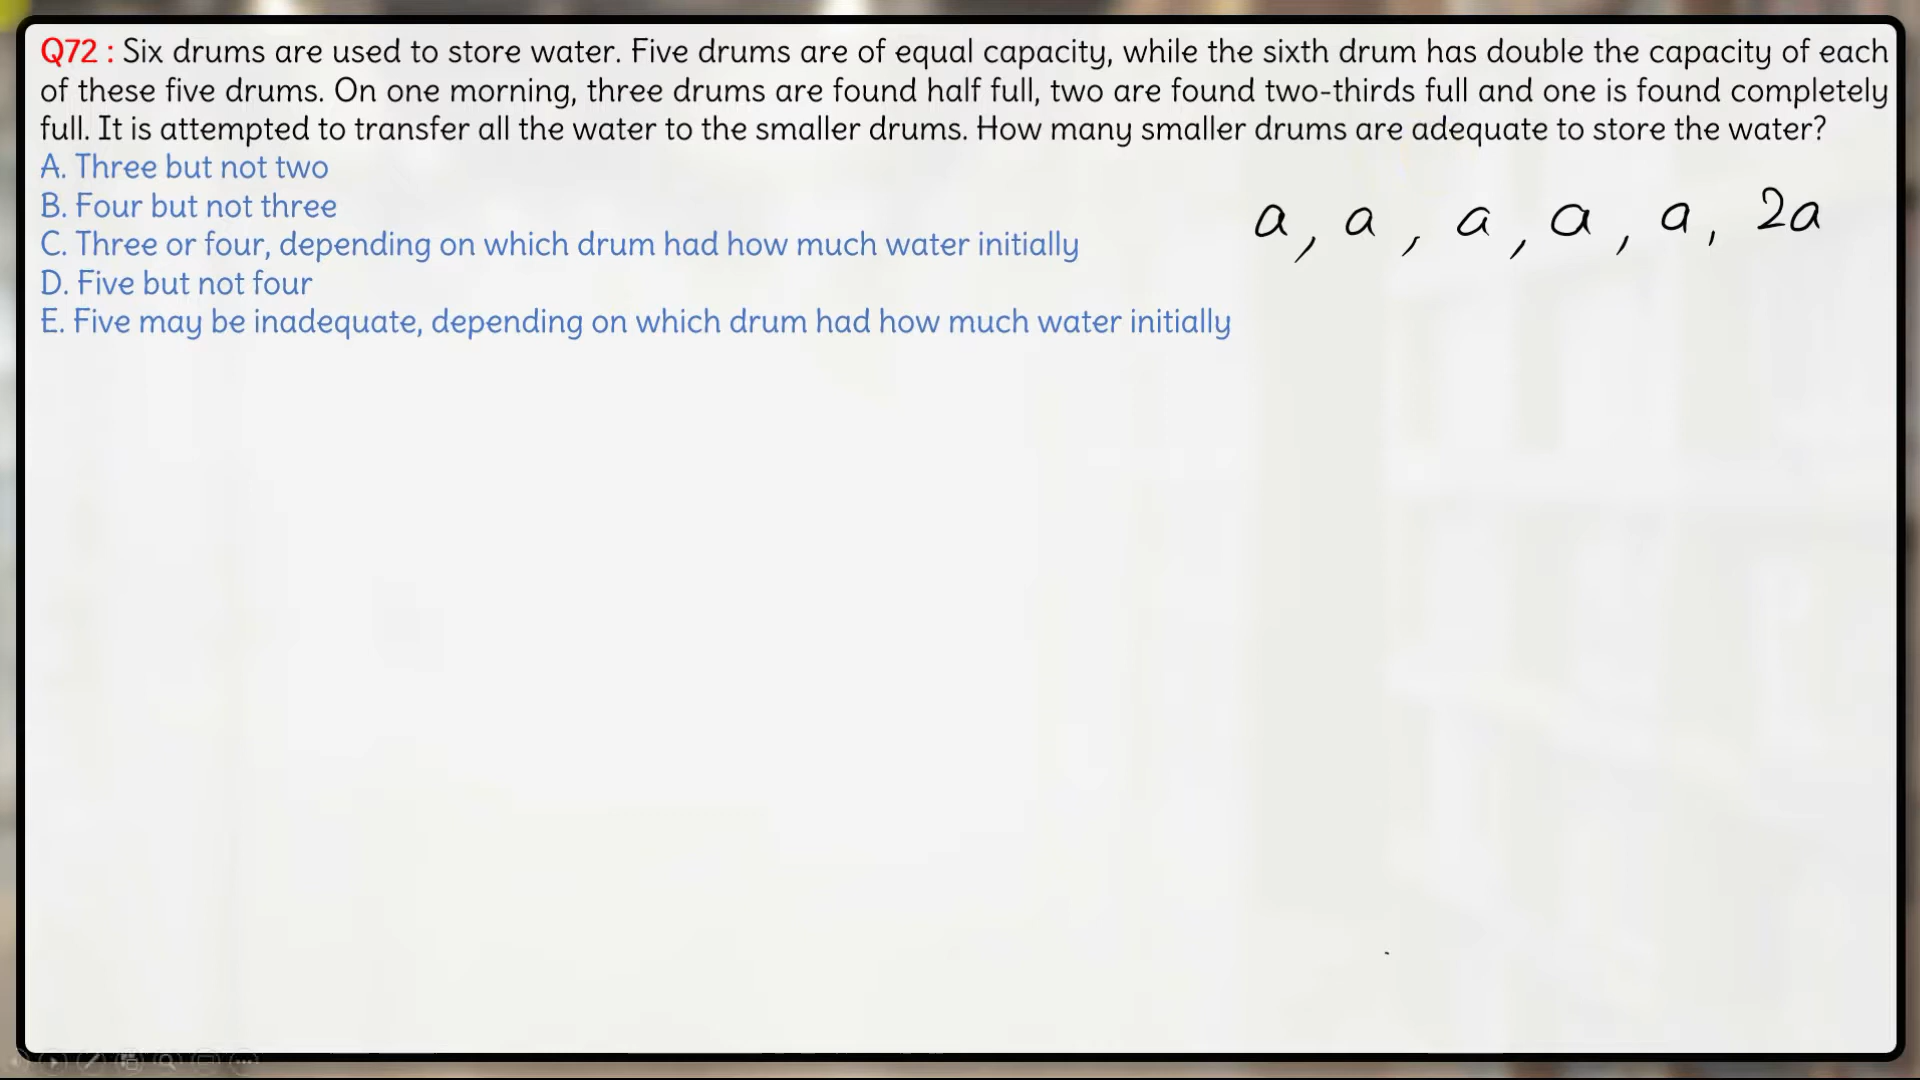 Q72 : Six drums are used to store water. Five drums are of equal capacity, while the sixth drum has double the capacity of each
of these five drums. On one morning, three drums are found half full, two are found two-thirds full and one is found completely
full. It is attempted to transfer all the water to the smaller drums. How many smaller drums are adequate to store the water?
A. Three but not two
B. Four but not three
C. Three or four, depending on which drum had how much water initially
D. Five but not four
E. Five may be inadequate, depending on which drum had how much water initially
a, a, a, a, a, 2a